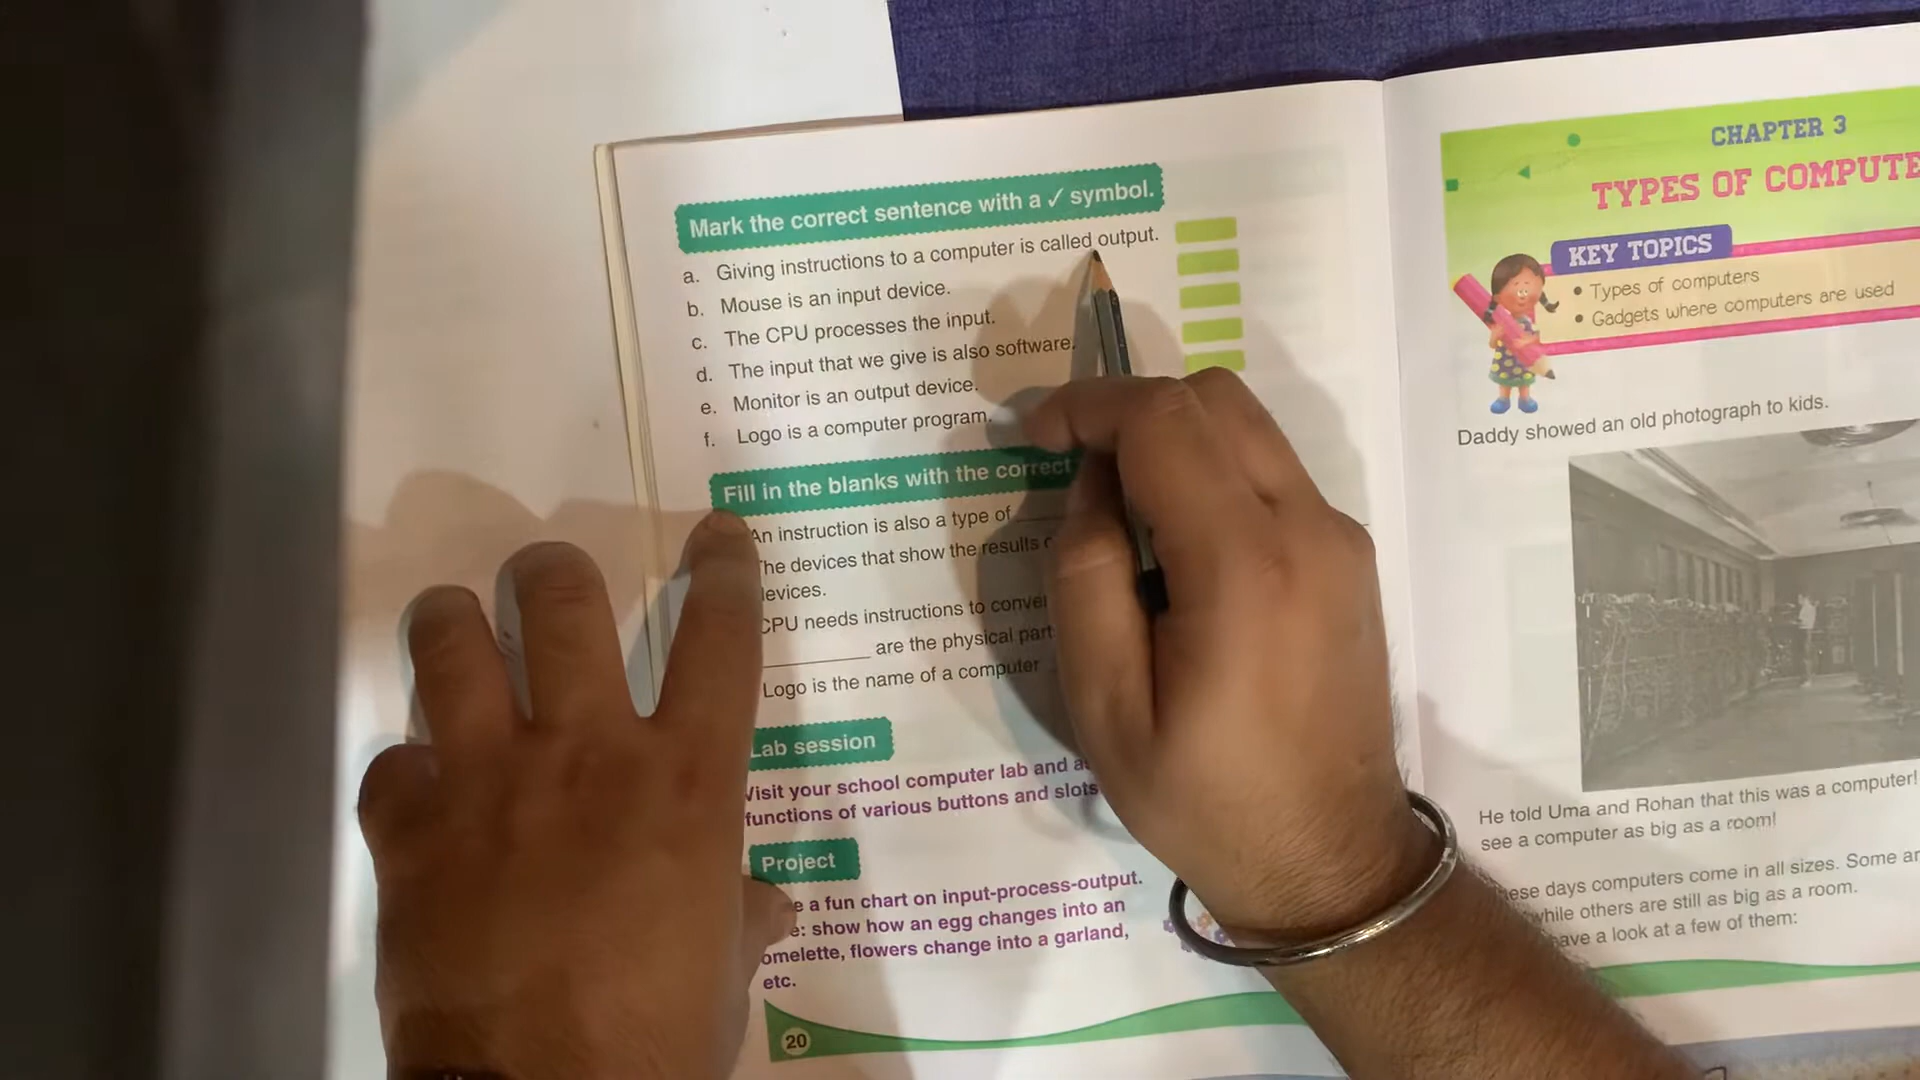 Mark the correct sentence with a ✓ symbol.
a. Giving instructions to a computer is called output.
b. Mouse is an input device.
c. The CPU processes the input.
d. The input that we give is also software.
e. Monitor is an output device.
f. Logo is a computer program.
Fill in the blanks with the correct
An instruction is also a type of
The devices that show the results
devices.
CPU needs instructions to
are the physical
Logo is the name of a computer
Lab session
Visit your school computer lab and
functions of various buttons and slots
Project
a fun chart on input-process-output.
show how an egg changes into an
omelette, flowers change into a garland,
etc.
20
CHAPTER 3
TYPES OF
KEY TOPICS
• Types of computers
• Gadgets where computers are used
Daddy showed an old photograph to kids.
He told Uma and Rohan that this was a computer!
see a computer as big as a room!
days computers come in all sizes. Some
while others are still as big as a room.
have a look at a few of them: